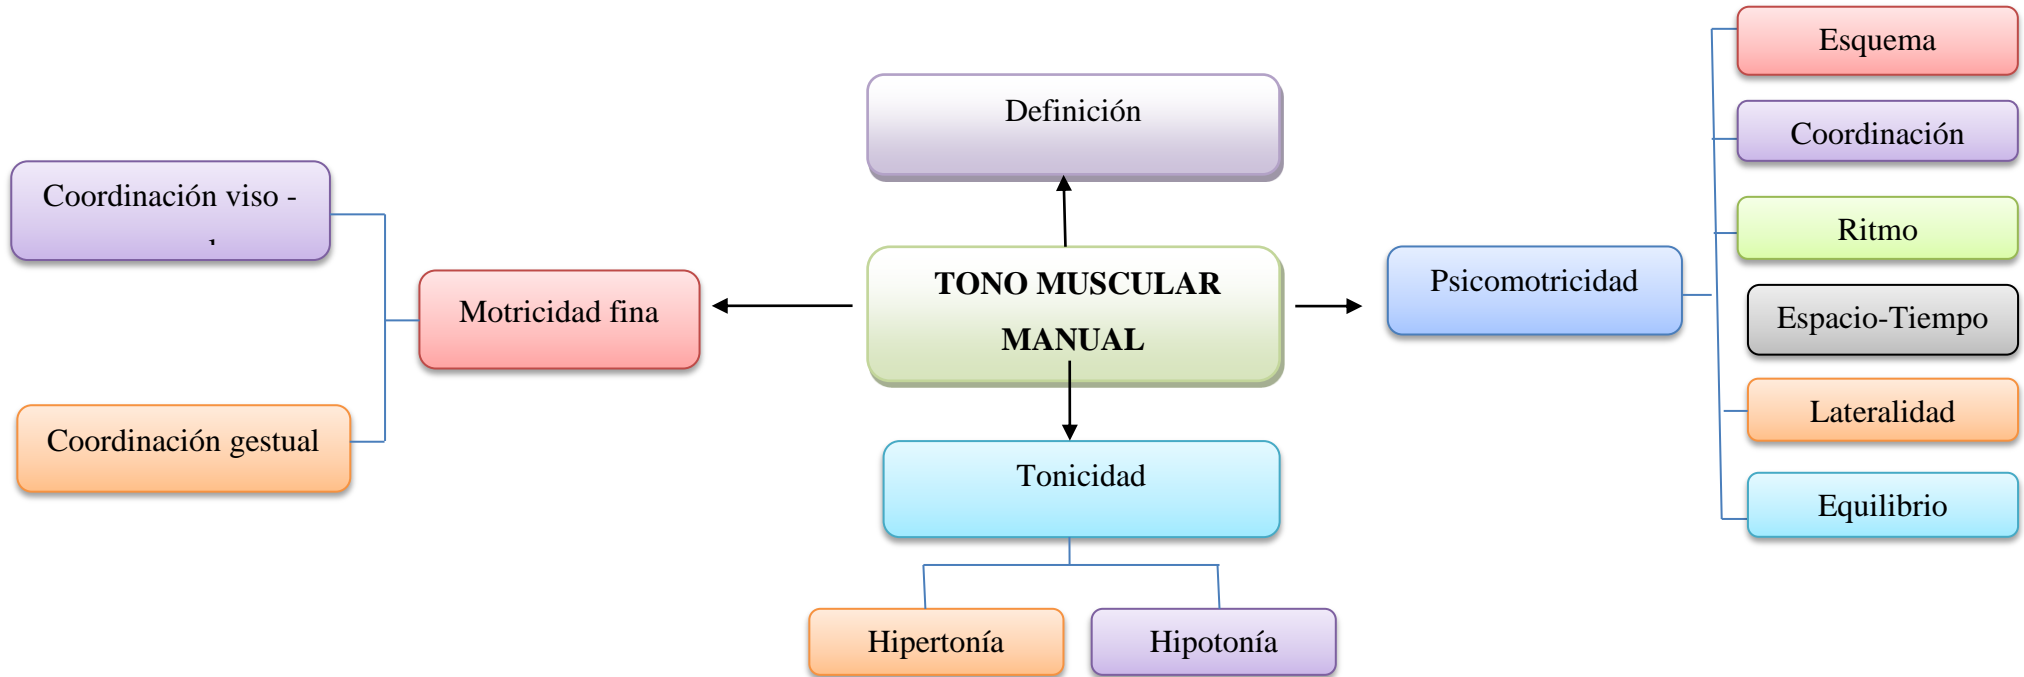 Esquema
Definición
Coordinación
Coordinación viso -
Ritmo
TONO MUSCULAR
MANUAL
Psicomotricidad
Motricidad fina
Espacio-Tiempo
Lateralidad
Coordinación gestual
Tonicidad
Equilibrio
Hipertonía
Hipotonía